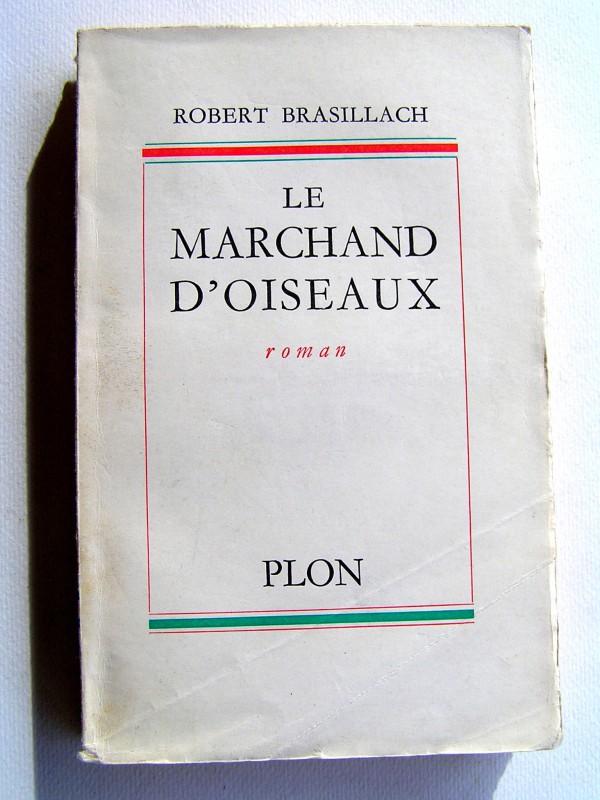 ROBERT BRASILLACH
LE
MARCHAND
D'OISEAUX
roman
PLON